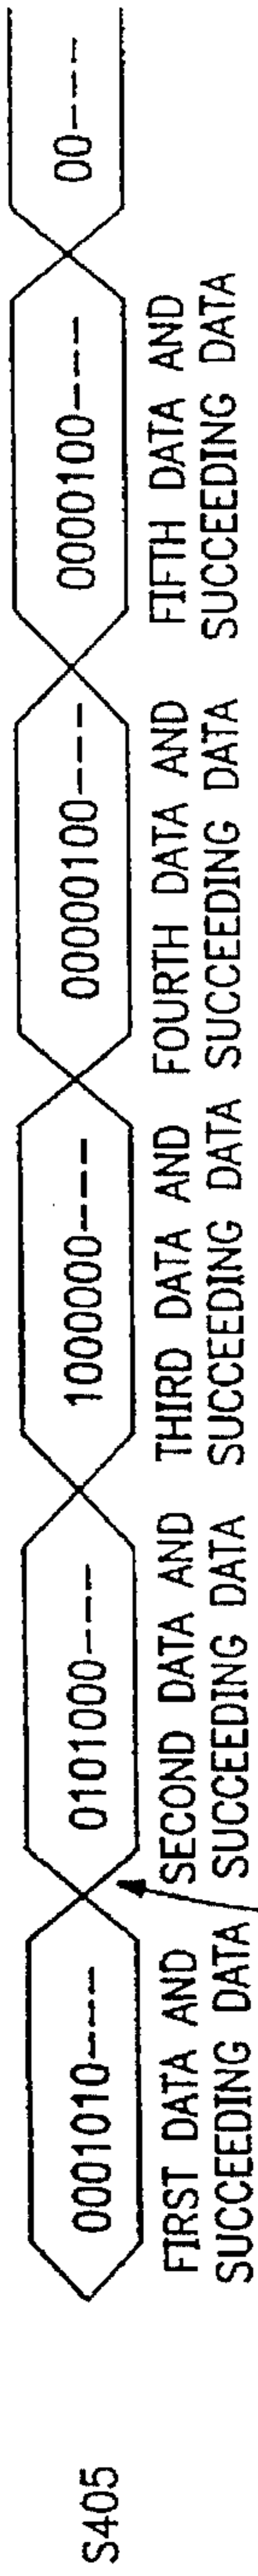 S405
0001010---
0101000---
1000000---
00000100---
0000100---
00---
FIRST DATA AND
SUCCEEDING DATA
SECOND DATA AND
SUCCEEDING DATA
THIRD DATA AND
SUCCEEDING DATA
FOURTH DATA AND
SUCCEEDING DATA
FIFTH DATA AND
SUCCEEDING DATA